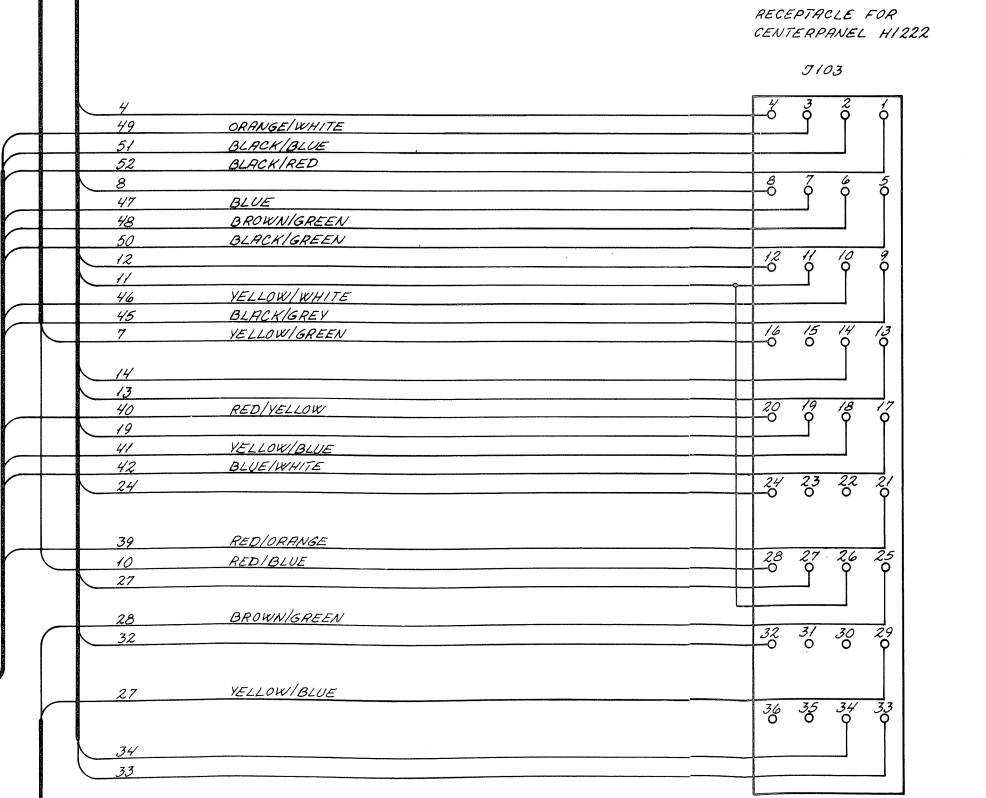 RECEPTACLE FOR
CENTERPANEL H1222
J103
4
4 3 2 1
49 ORANGE/WHITE
51 BLACK/BLUE
52 BLACK/RED
8
8 7 6 5
47 BLUE
48 BROWN/GREEN
50 BLACK/GREEN
12
12 11 10 9
11
46 YELLOW/WHITE
45 BLACK/GREY
7 YELLOW/GREEN
16 15 14 13
14
13
40 RED/YELLOW
20 19 18 17
19
41 YELLOW/BLUE
42 BLUE/WHITE
24
24 23 22 21
39 RED/ORANGE
10 RED/BLUE
28 27 26 25
27
28 BROWN/GREEN
32
32 31 30 29
27 YELLOW/BLUE
36 35 34 33
34
33